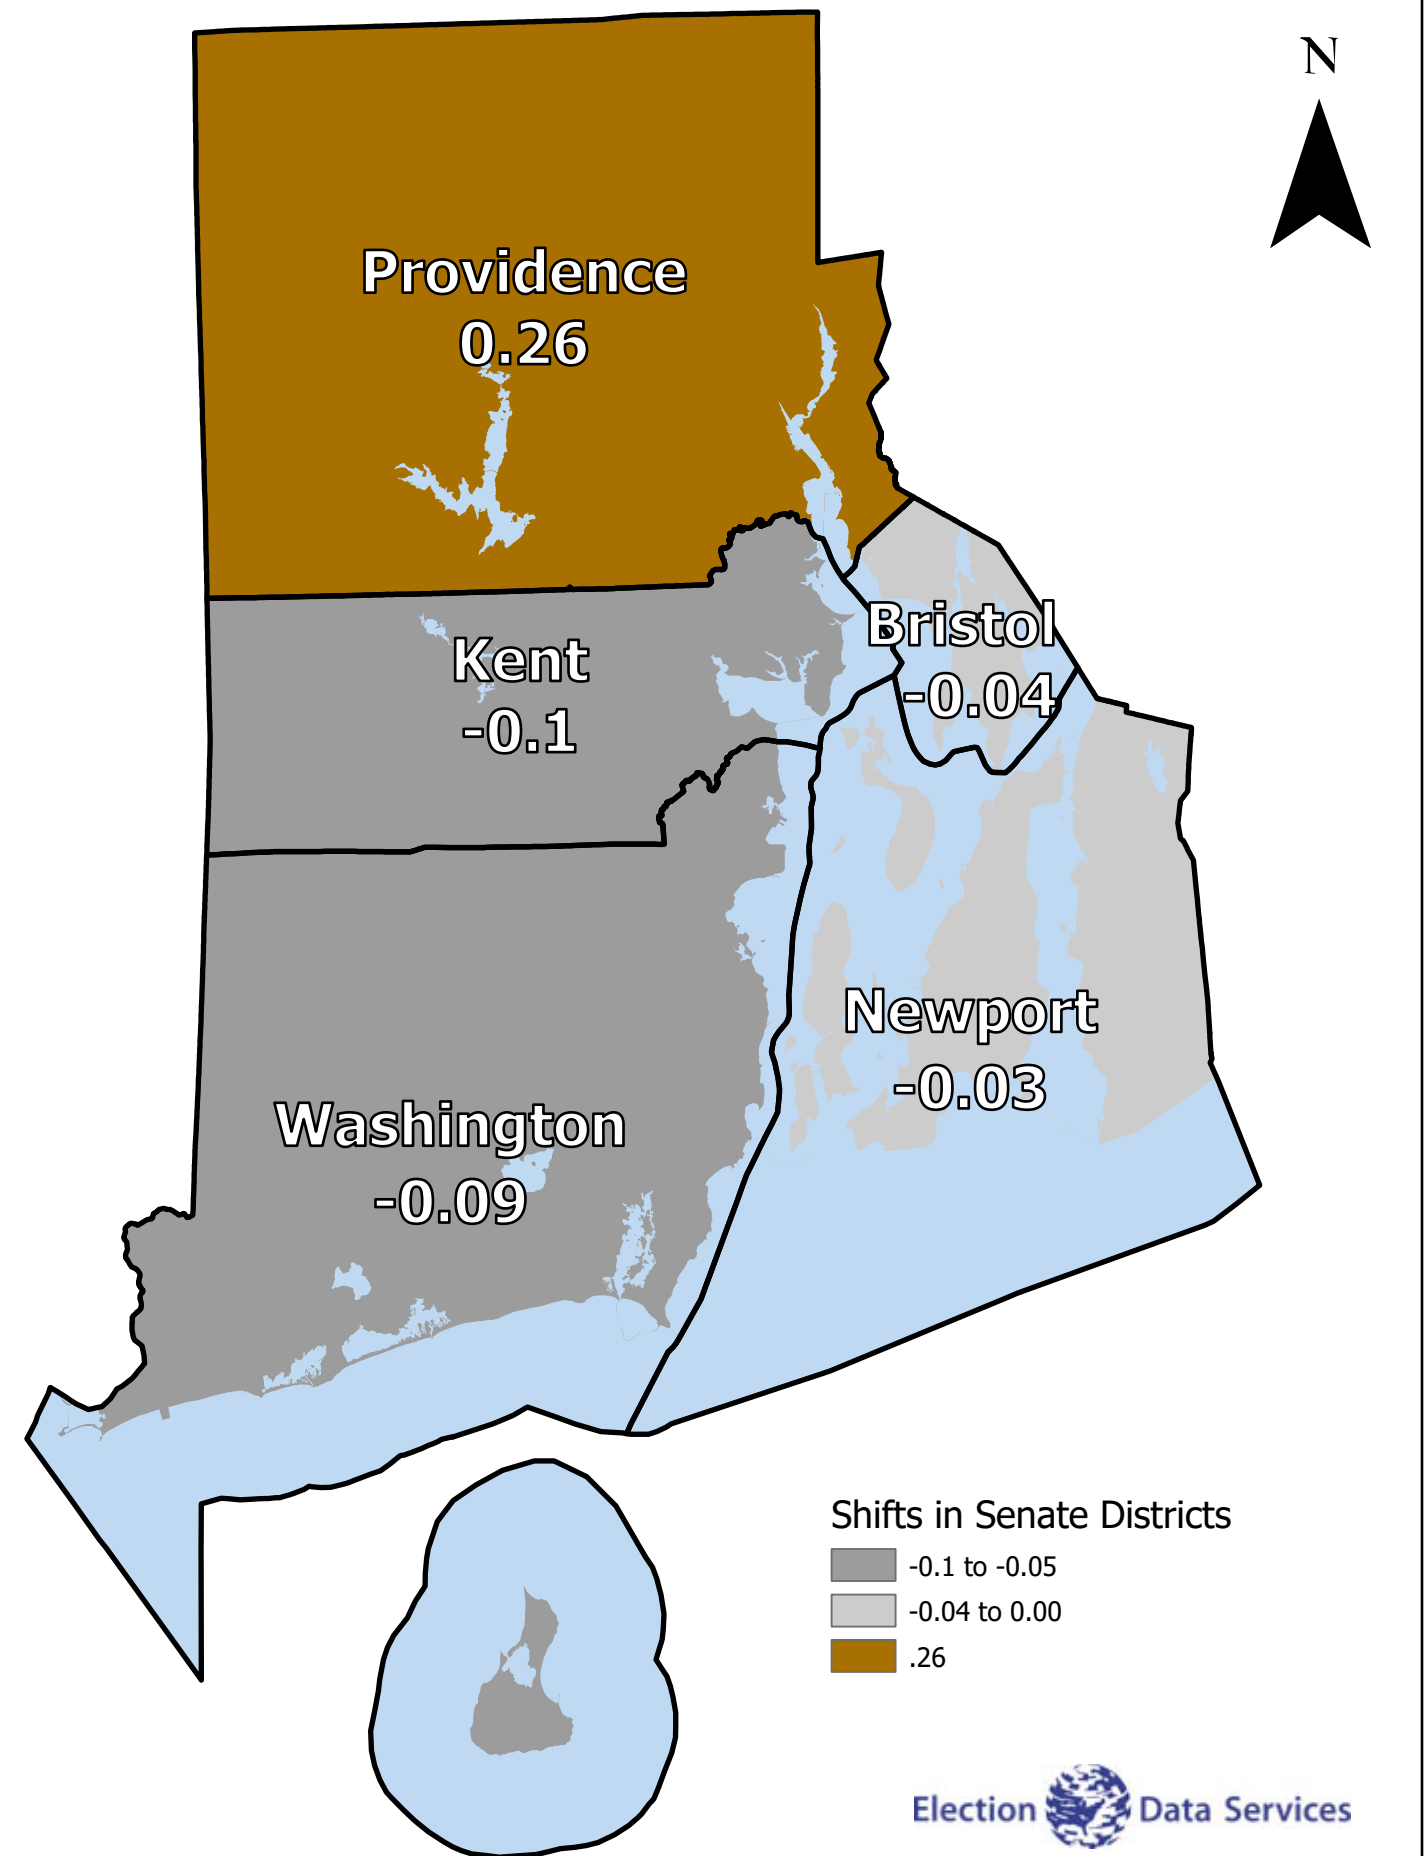 N
Providence
0.26
Kent
-0.1
Bristol
-0.04
Newport
-0.03
Washington
-0.09
Shifts in Senate Districts
-0.1 to -0.05
-0.04 to 0.00
.26
Election Data Services